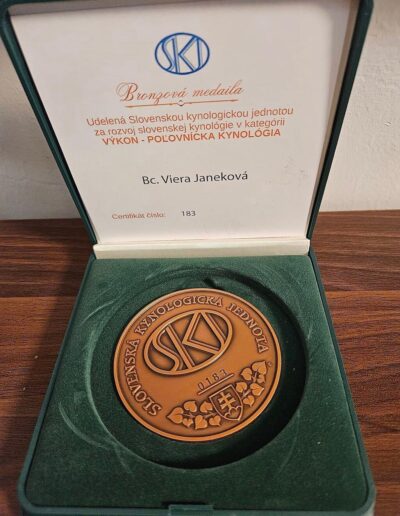 SKJ
Bronzová medaila
Udelená Slovenskou kynologickou jednotou
za rozvoj slovenskej kynológie v kategórii
VÝKON - POĽOVNÍCKA KYNOLÓGIA
Bc. Viera Janeková
Certifikát číslo: 183
SLOVENSKÁ KYNOLOGICKÁ JEDNOTA
SKJ